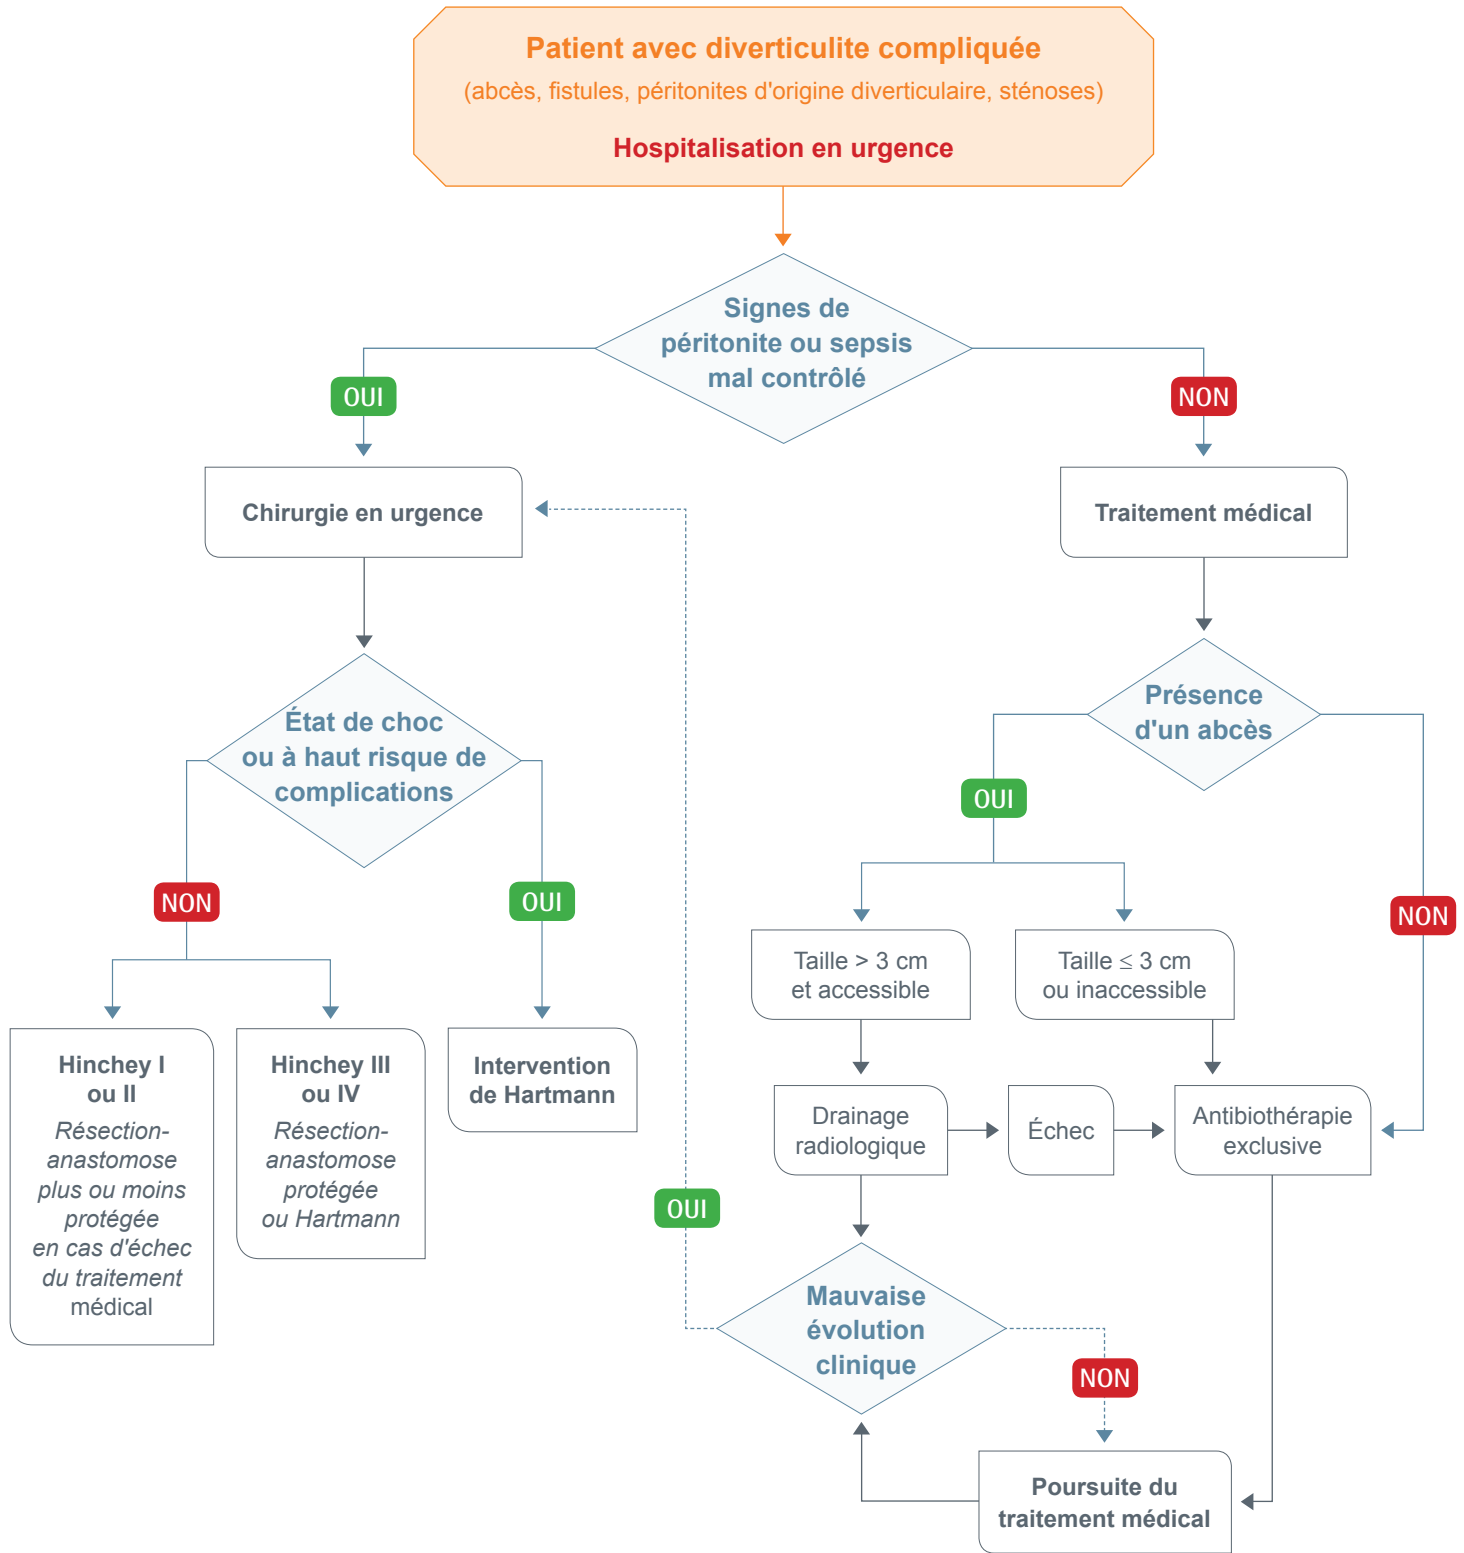 Patient avec diverticulite compliquée
(abcès, fistules, péritonites d'origine diverticulaire, sténoses)
Hospitalisation en urgence
Signes de
péritonite ou sepsis
mal contrôlé
OUI
NON
Chirurgie en urgence
Traitement médical
État de choc
ou à haut risque de
complications
Présence
d'un abcès
OUI
NON
OUI
NON
Taille > 3 cm
et accessible
Taille ≤ 3 cm
ou inaccessible
Hinchey I
ou II
Résection-
anastomose
plus ou moins
protégée
en cas d'échec
du traitement
médical
Hinchey III
ou IV
Résection-
anastomose
protégée
ou Hartmann
Intervention
de Hartmann
Drainage
radiologique
Échec
Antibiothérapie
exclusive
OUI
Mauvaise
évolution
clinique
NON
Poursuite du
traitement médical